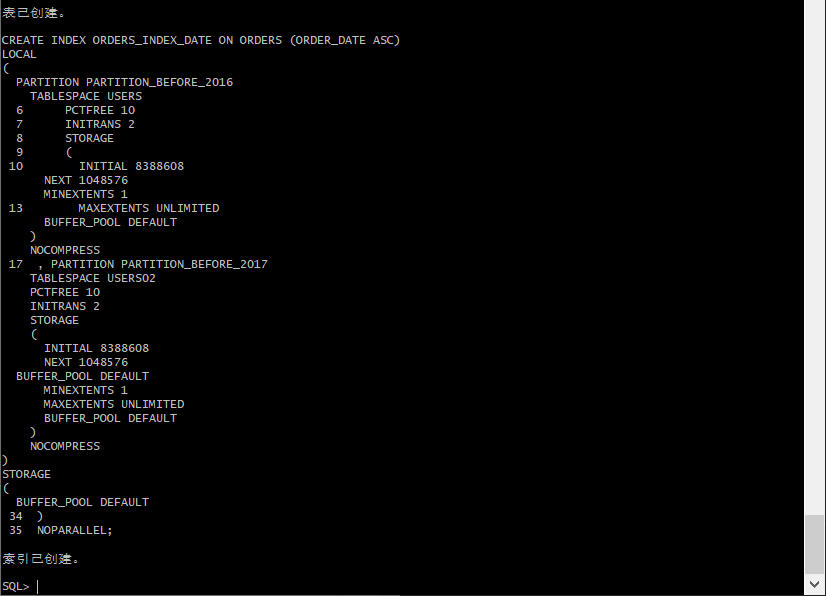 表已创建。
CREATE INDEX ORDERS_INDEX_DATE ON ORDERS (ORDER_DATE ASC)
LOCAL
(
  PARTITION PARTITION_BEFORE_2016
    TABLESPACE USERS
  6      PCTFREE 10
  7      INITRANS 2
  8      STORAGE
  9      (
 10        INITIAL 8388608
      NEXT 1048576
      MINEXTENTS 1
 13        MAXEXTENTS UNLIMITED
      BUFFER_POOL DEFAULT
    )
    NOCOMPRESS
 17  , PARTITION PARTITION_BEFORE_2017
    TABLESPACE USERS02
    PCTFREE 10
    INITRANS 2
    STORAGE
    (
      INITIAL 8388608
      NEXT 1048576
  BUFFER_POOL DEFAULT
      MINEXTENTS 1
      MAXEXTENTS UNLIMITED
      BUFFER_POOL DEFAULT
    )
    NOCOMPRESS
)
STORAGE
(
  BUFFER_POOL DEFAULT
 34  )
 35  NOPARALLEL;
索引已创建。
SQL>